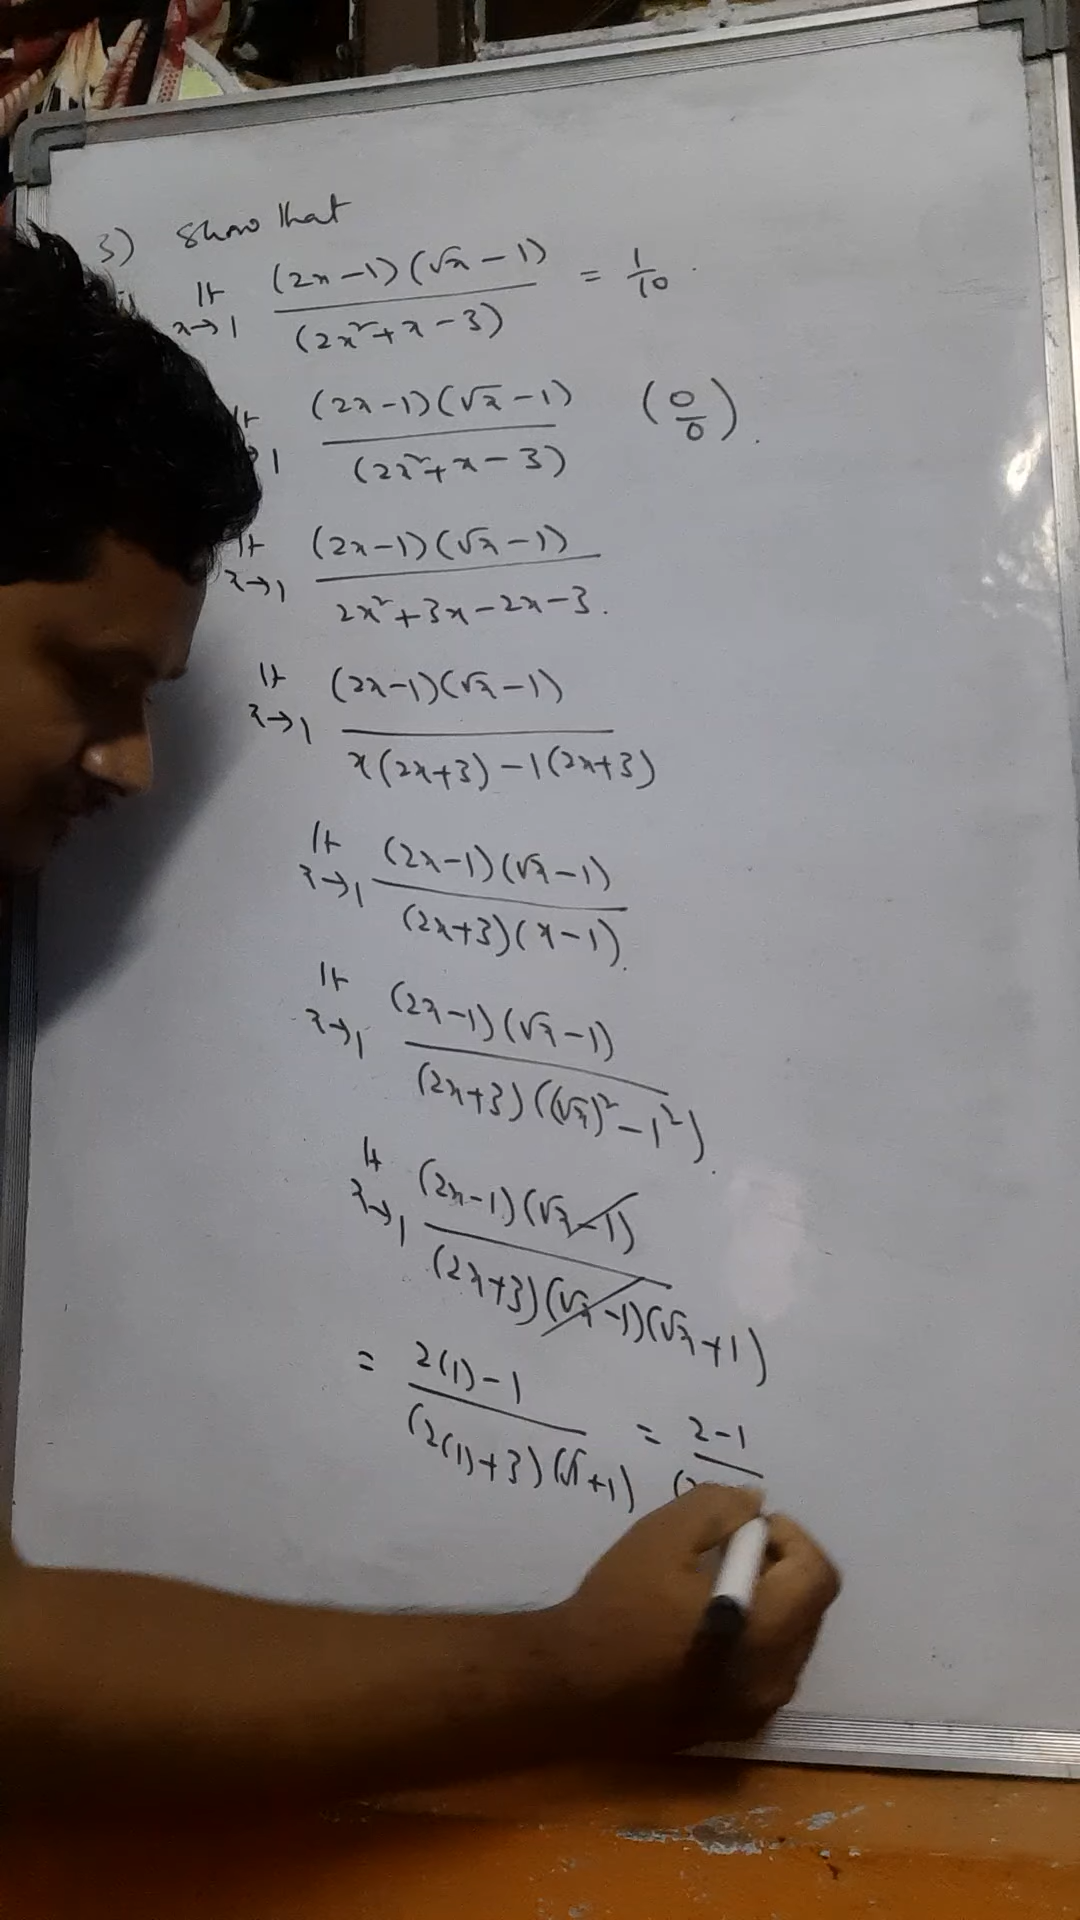 3) Show that
lt x→1 (2x-1)(√x-1) / (2x²+x-3) = 1/10.
lt →1 (2x-1)(√x-1) / (2x²+x-3) (0/0).
lt x→1 (2x-1)(√x-1) / 2x²+3x-2x-3.
lt x→1 (2x-1)(√x-1) / x(2x+3)-1(2x+3)
lt x→1 (2x-1)(√x-1) / (2x+3)(x-1).
lt x→1 (2x-1)(√x-1) / (2x+3)((√x)²-1²).
lt x→1 (2x-1)(√x-1) / (2x+3)(√x-1)(√x+1)
= 2(1)-1 / (2(1)+3)(√1+1) = 2-1 / (